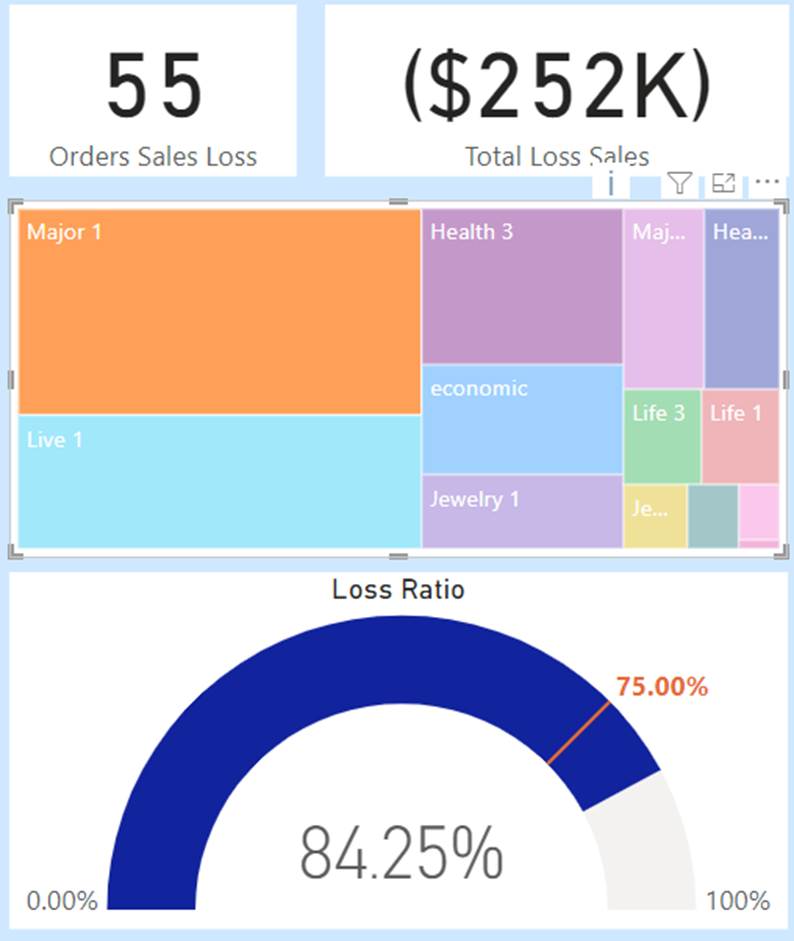 55
Orders Sales Loss
($252K)
Total Loss Sales
i
Major 1
Health 3
Maj...
Hea...
economic
Life 3
Life 1
Live 1
Jewelry 1
Je...
Loss Ratio
75.00%
84.25%
0.00%
100%